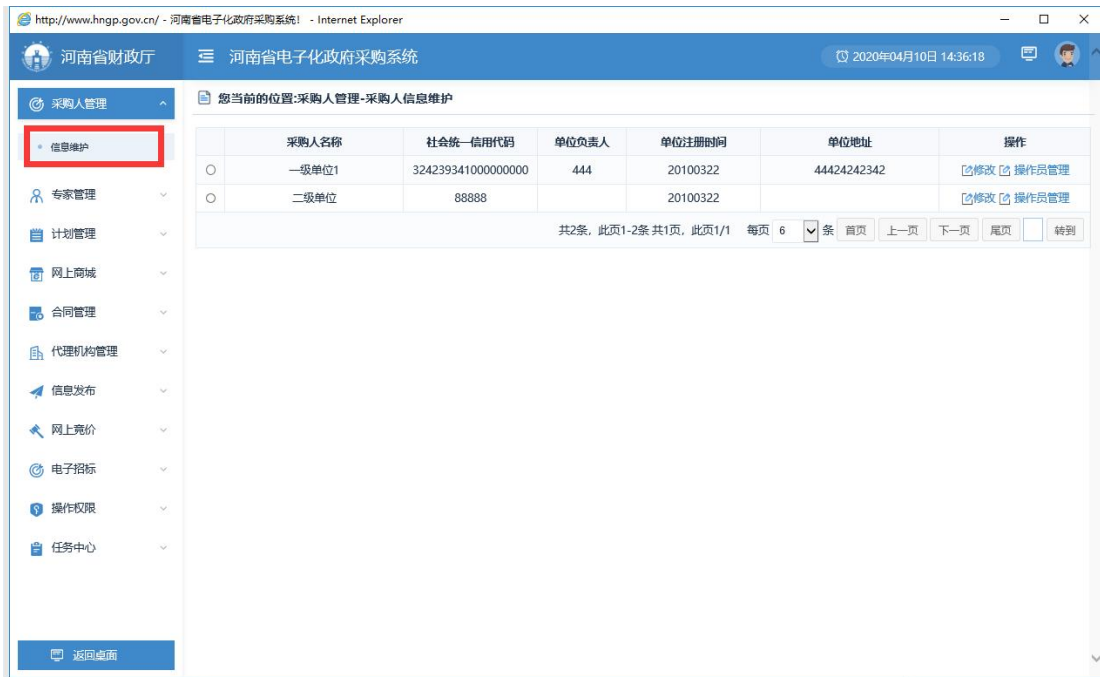 http://www.hngp.gov.cn/ - 河南省电子化政府采购系统! - Internet Explorer
河南省财政厅 河南省电子化政府采购系统 2020年04月10日 14:36:18
采购人管理
您当前的位置:采购人管理-采购人信息维护
信息维护
采购人名称 社会统一信用代码 单位负责人 单位注册时间 单位地址 操作
一级单位1 324239341000000000 444 20100322 44424242342 修改 操作员管理
二级单位 88888 20100322 修改 操作员管理
共2条, 此页1-2条 共1页, 此页1/1 每页 6 条 首页 上一页 下一页 尾页 转到
专家管理
计划管理
网上商城
合同管理
代理机构管理
信息发布
网上竞价
电子招标
操作权限
任务中心
返回桌面